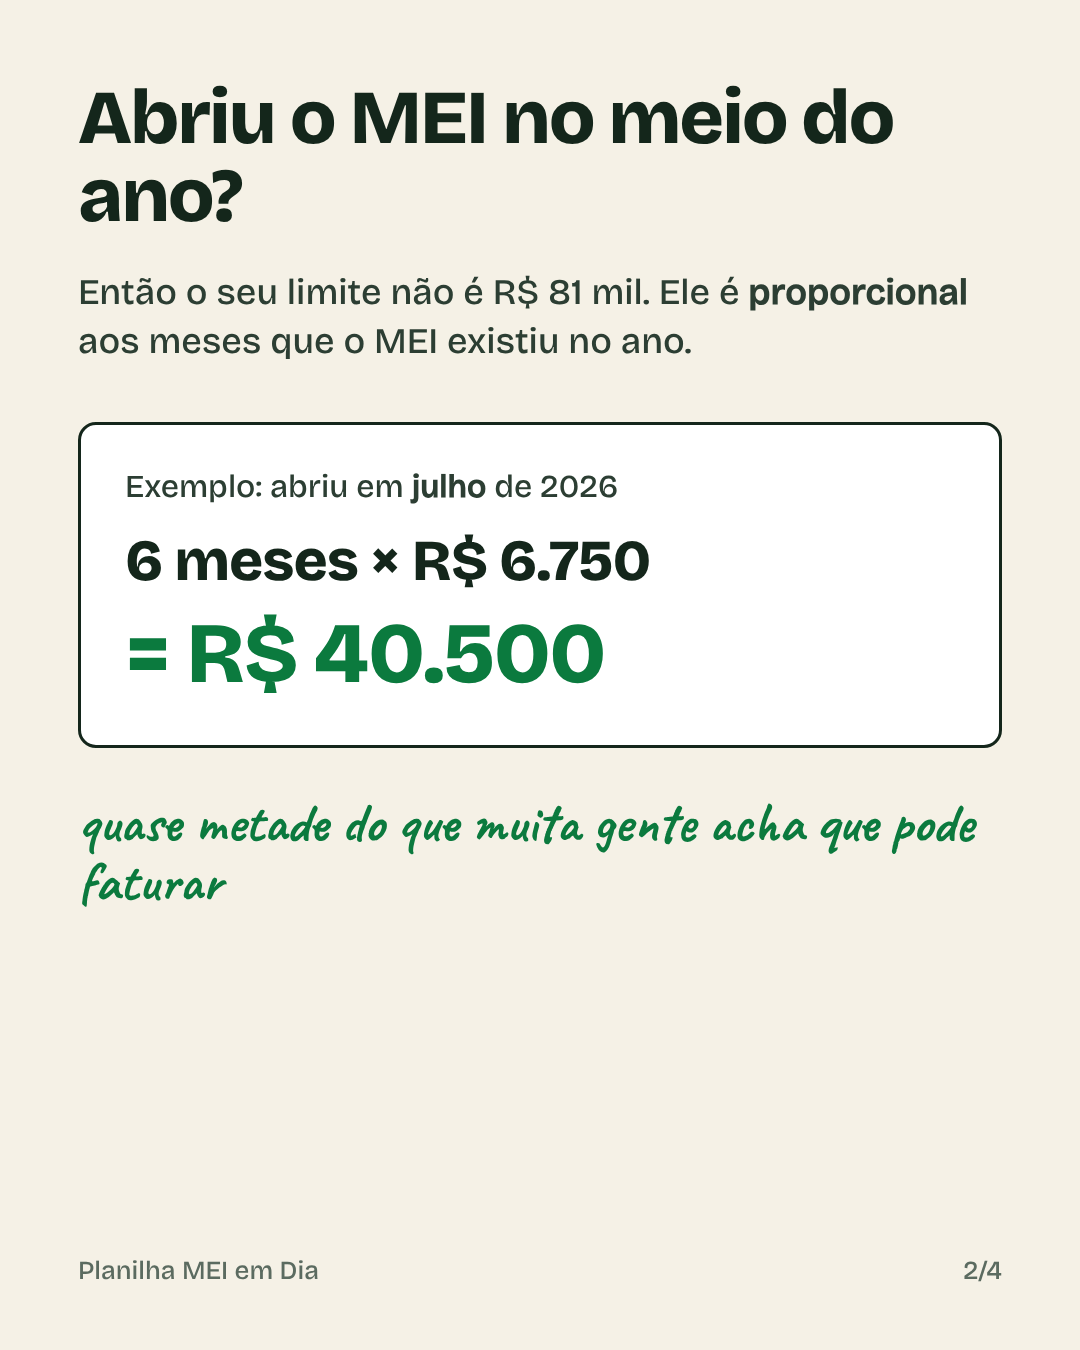 Abriu o MEI no meio do
ano?
Então o seu limite não é R$ 81 mil. Ele é proporcional
aos meses que o MEI existiu no ano.
Exemplo: abriu em julho de 2026
6 meses × R$ 6.750
= R$ 40.500
quase metade do que muita gente acha que pode
faturar
Planilha MEI em Dia
2/4